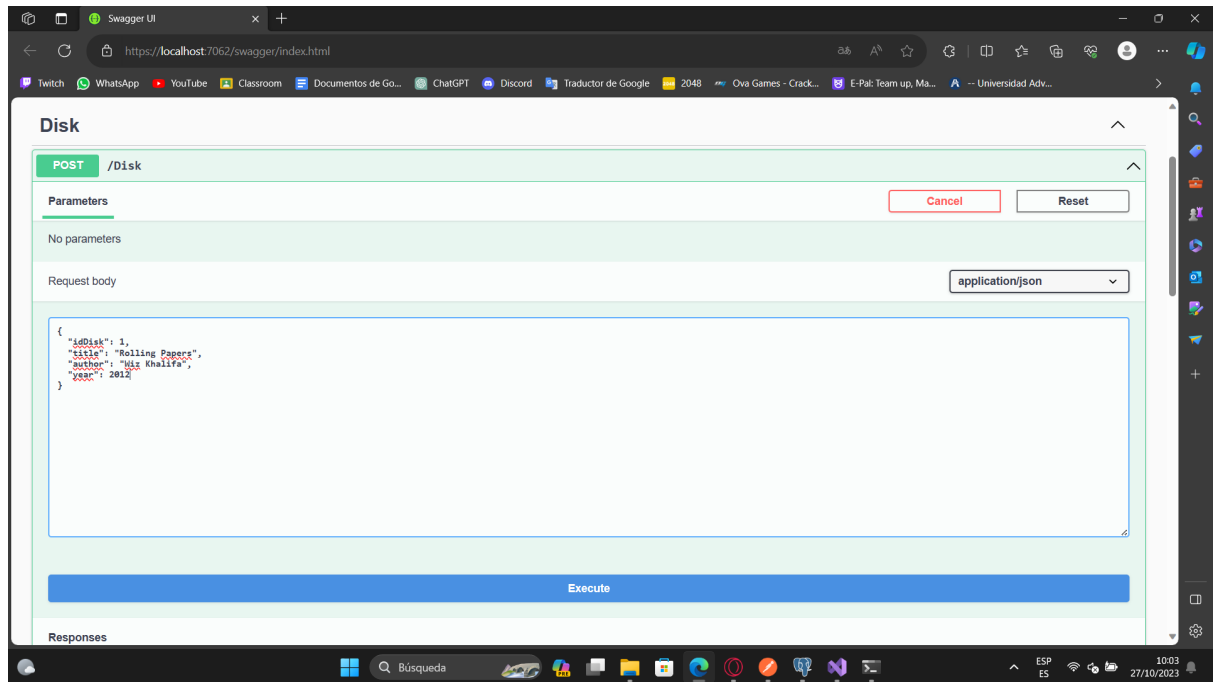 Swagger UI
https://localhost:7062/swagger/index.html
Twitch WhatsApp YouTube Classroom Documentos de Go... ChatGPT Discord Traductor de Google 2048 Ova Games - Crack... E-Pal: Team up, Ma... A -- Universidad Adv...
Disk
POST /Disk
Parameters Cancel Reset
No parameters
Request body application/json
{
"idDisk": 1,
"title": "Rolling Papers",
"author": "Wiz Khalifa",
"year": 2012
}
Execute
Responses
Búsqueda ESP 10:03
ES 27/10/2023